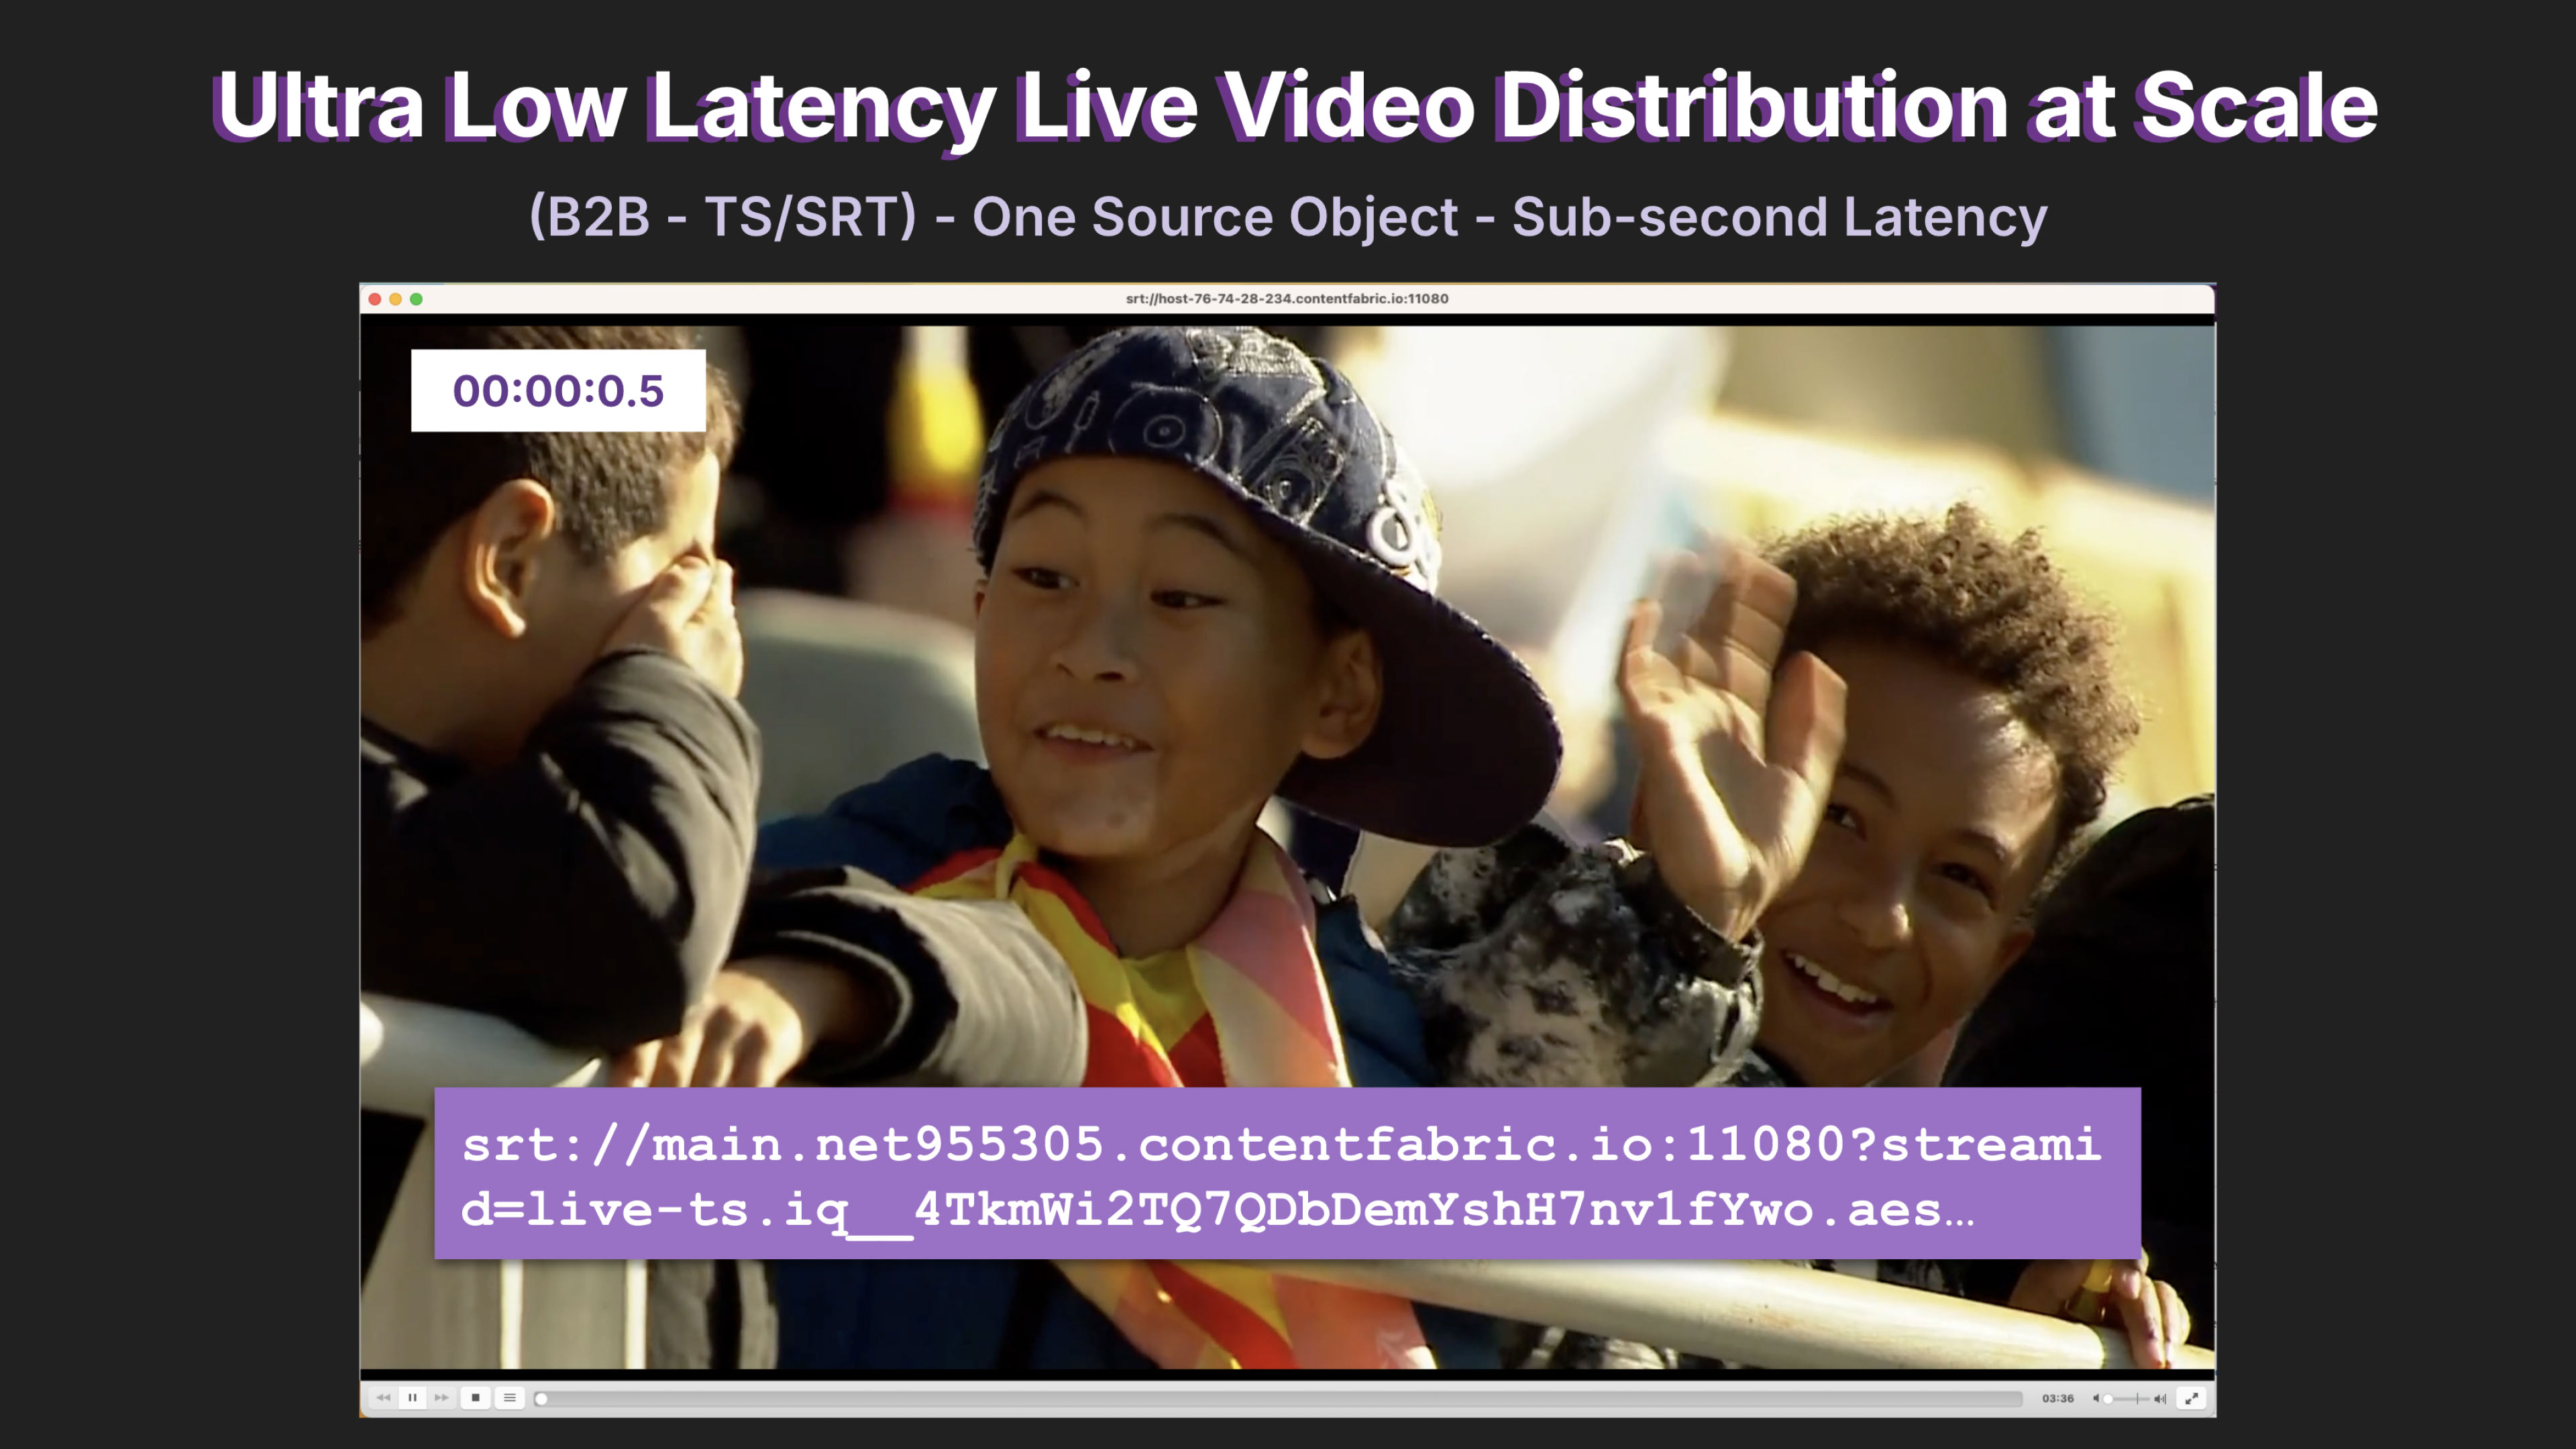 Ultra Low Latency Live Video Distribution at Scale
(B2B - TS/SRT) - One Source Object - Sub-second Latency
srt://host-76-74-28-234.contentfabric.io:11080
00:00:0.5
srt://main.net955305.contentfabric.io:11080?streami
d=live-ts.iq__4TkmWi2TQ7QDbDemYshH7nv1fYwo.aes…
03:36